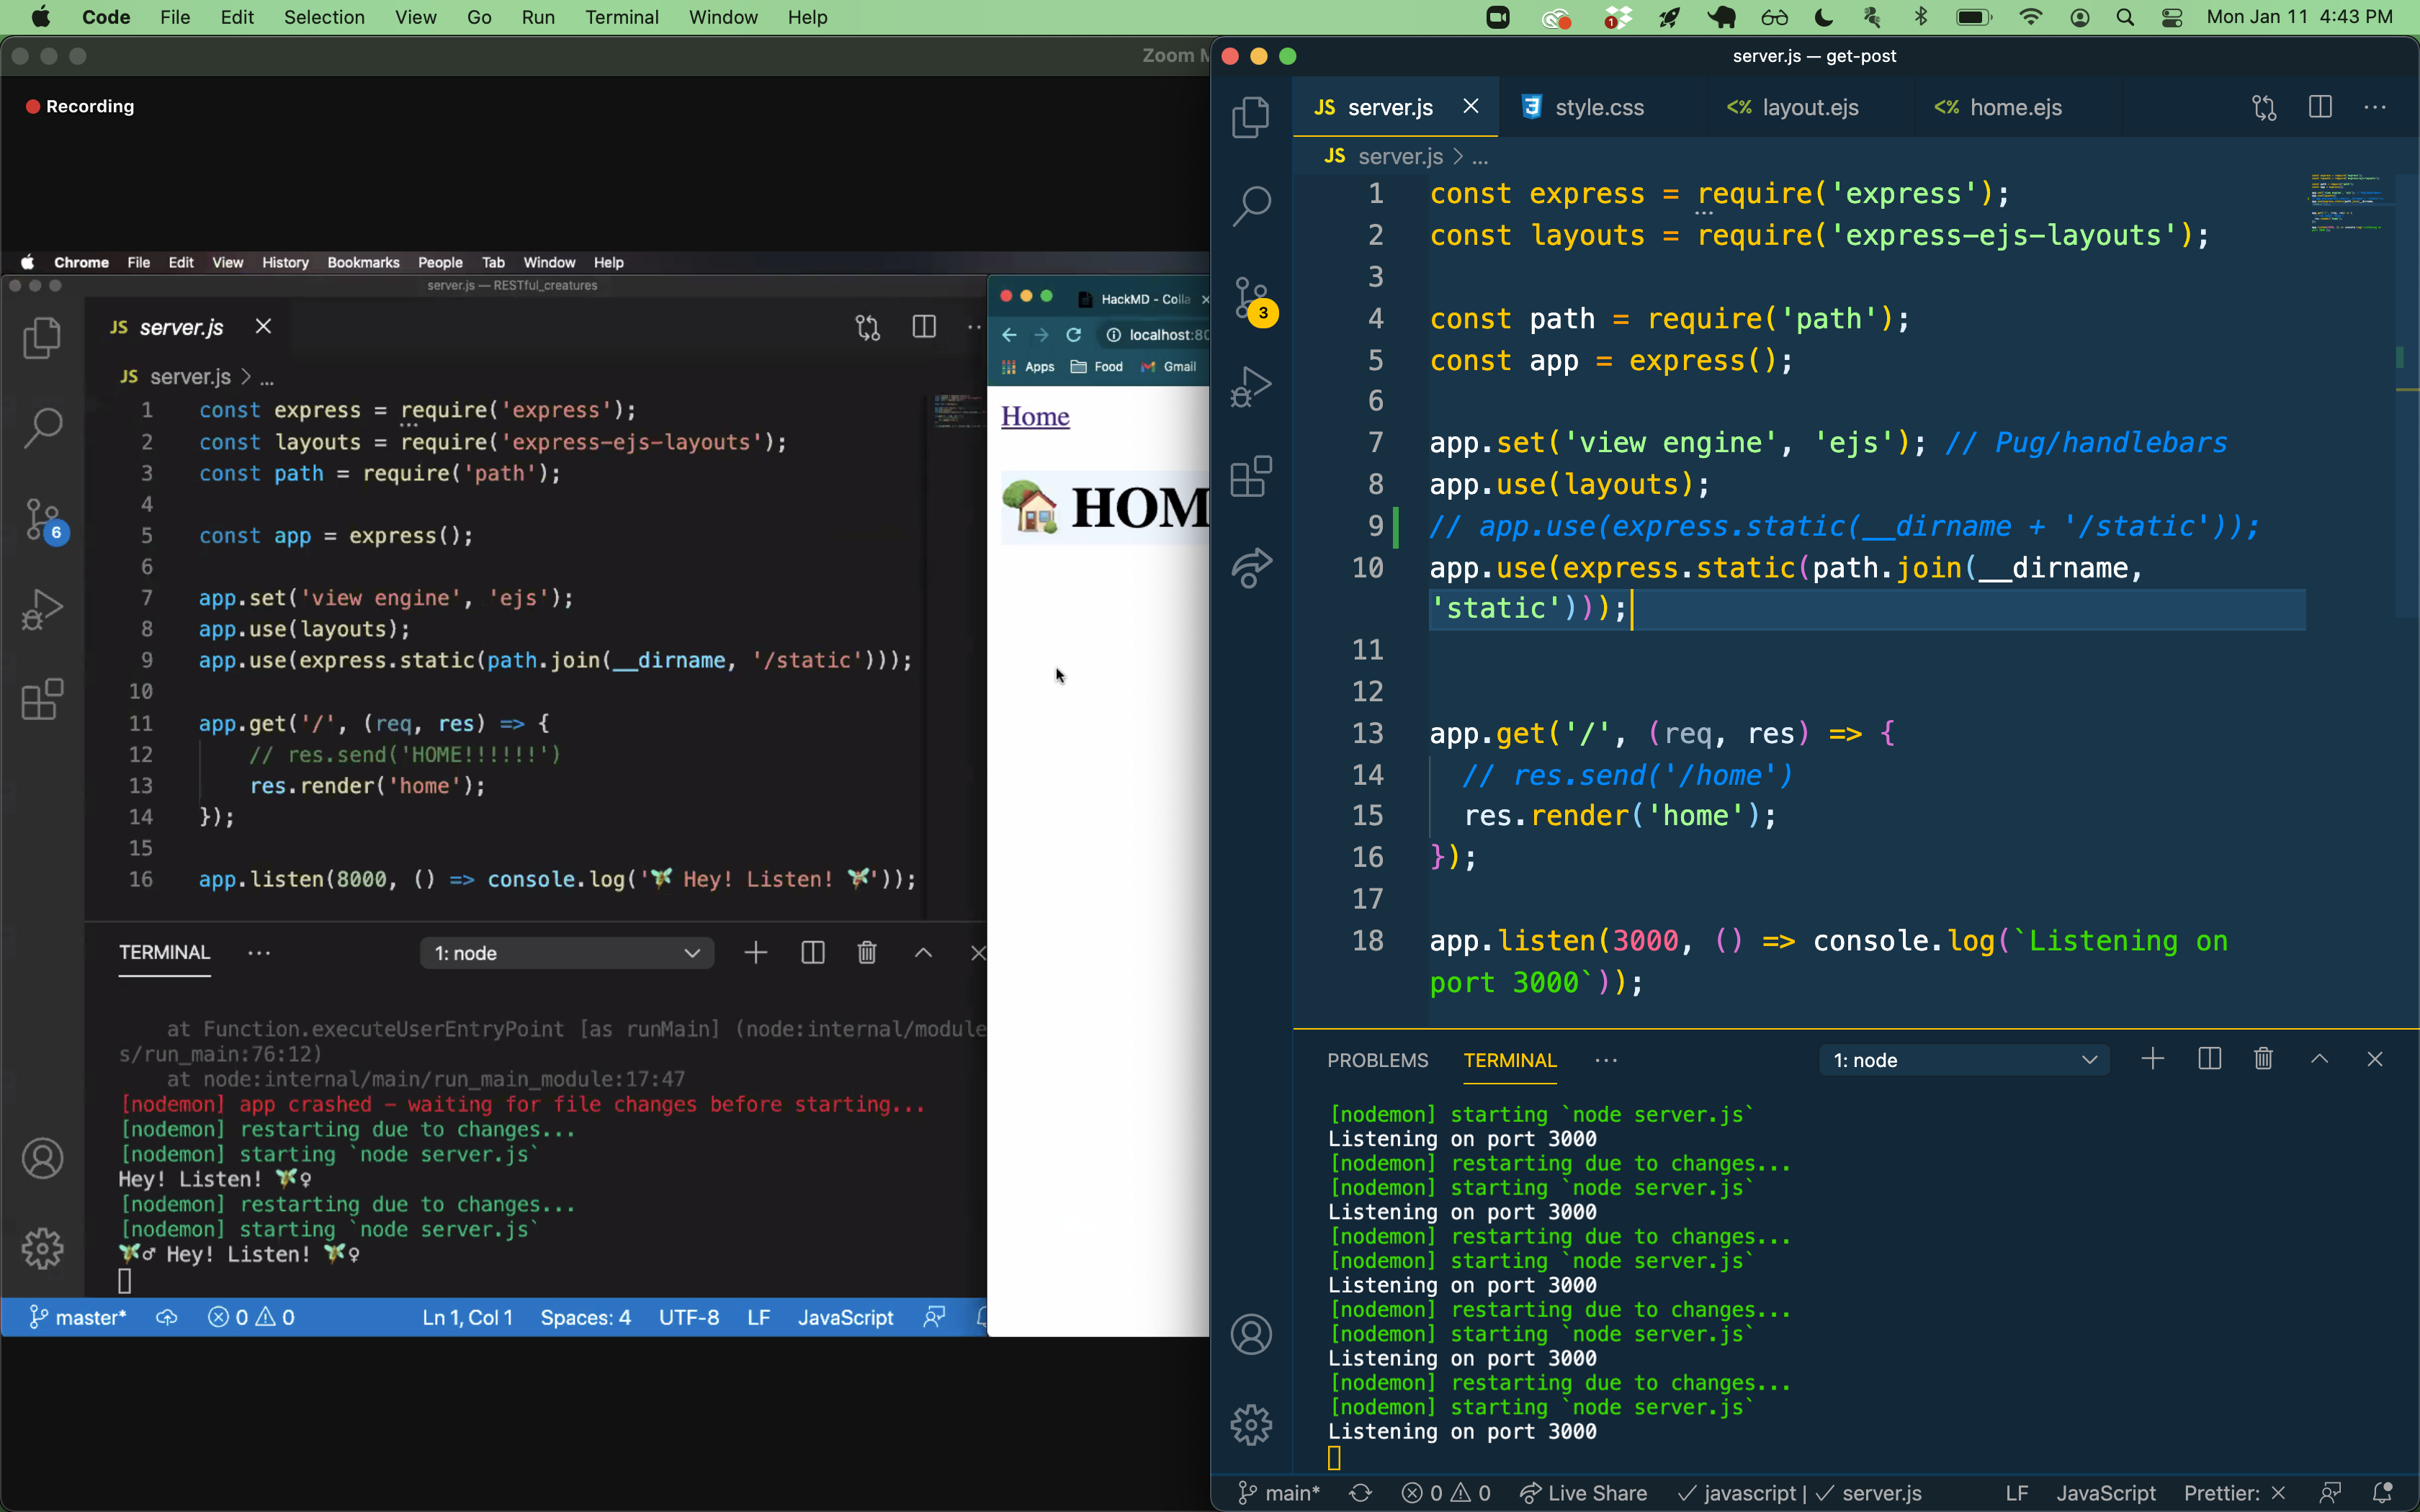 Code File Edit Selection View Go Run Terminal Window Help
1
Mon Jan 11 4:43 PM
Zoom
Recording
Chrome File Edit View History Bookmarks People Tab Window Help
server.js — RESTful_creatures
JS server.js
JS server.js > ...
6
1 const express = require('express');
2 const layouts = require('express-ejs-layouts');
3 const path = require('path');
4
5 const app = express();
6
7 app.set('view engine', 'ejs');
8 app.use(layouts);
9 app.use(express.static(path.join(__dirname, '/static')));
10
11 app.get('/', (req, res) => {
12 // res.send('HOME!!!!!!')
13 res.render('home');
14 });
15
16 app.listen(8000, () => console.log('🧚 Hey! Listen! 🧚'));
TERMINAL ... 1: node
at Function.executeUserEntryPoint [as runMain] (node:internal/module
s/run_main:76:12)
at node:internal/main/run_main_module:17:47
[nodemon] app crashed – waiting for file changes before starting...
[nodemon] restarting due to changes...
[nodemon] starting `node server.js`
Hey! Listen! 🧚♀
[nodemon] restarting due to changes...
[nodemon] starting `node server.js`
🧚♂ Hey! Listen! 🧚♀
master* 0 0 Ln 1, Col 1 Spaces: 4 UTF-8 LF JavaScript
HackMD - Colla
localhost:80
Apps Food Gmail
Home
🏡 HOM
server.js — get-post
JS server.js style.css <% layout.ejs <% home.ejs
JS server.js > ...
3
1 const express = require('express');
2 const layouts = require('express-ejs-layouts');
3
4 const path = require('path');
5 const app = express();
6
7 app.set('view engine', 'ejs'); // Pug/handlebars
8 app.use(layouts);
9 // app.use(express.static(__dirname + '/static'));
10 app.use(express.static(path.join(__dirname,
'static')));
11
12
13 app.get('/', (req, res) => {
14 // res.send('/home')
15 res.render('home');
16 });
17
18 app.listen(3000, () => console.log(`Listening on
port 3000`));
PROBLEMS TERMINAL ... 1: node
[nodemon] starting `node server.js`
Listening on port 3000
[nodemon] restarting due to changes...
[nodemon] starting `node server.js`
Listening on port 3000
[nodemon] restarting due to changes...
[nodemon] starting `node server.js`
Listening on port 3000
[nodemon] restarting due to changes...
[nodemon] starting `node server.js`
Listening on port 3000
[nodemon] restarting due to changes...
[nodemon] starting `node server.js`
Listening on port 3000
main* 0 0 Live Share ✓ javascript | ✓ server.js LF JavaScript Prettier: ×